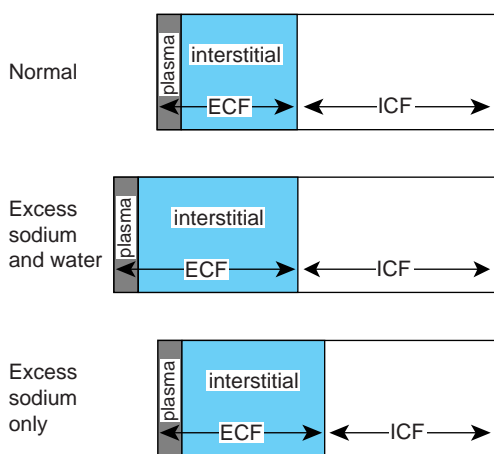 Normal
plasma
interstitial
ECF
ICF
Excess
sodium
and water
plasma
interstitial
ECF
ICF
Excess
sodium
only
plasma
interstitial
ECF
ICF